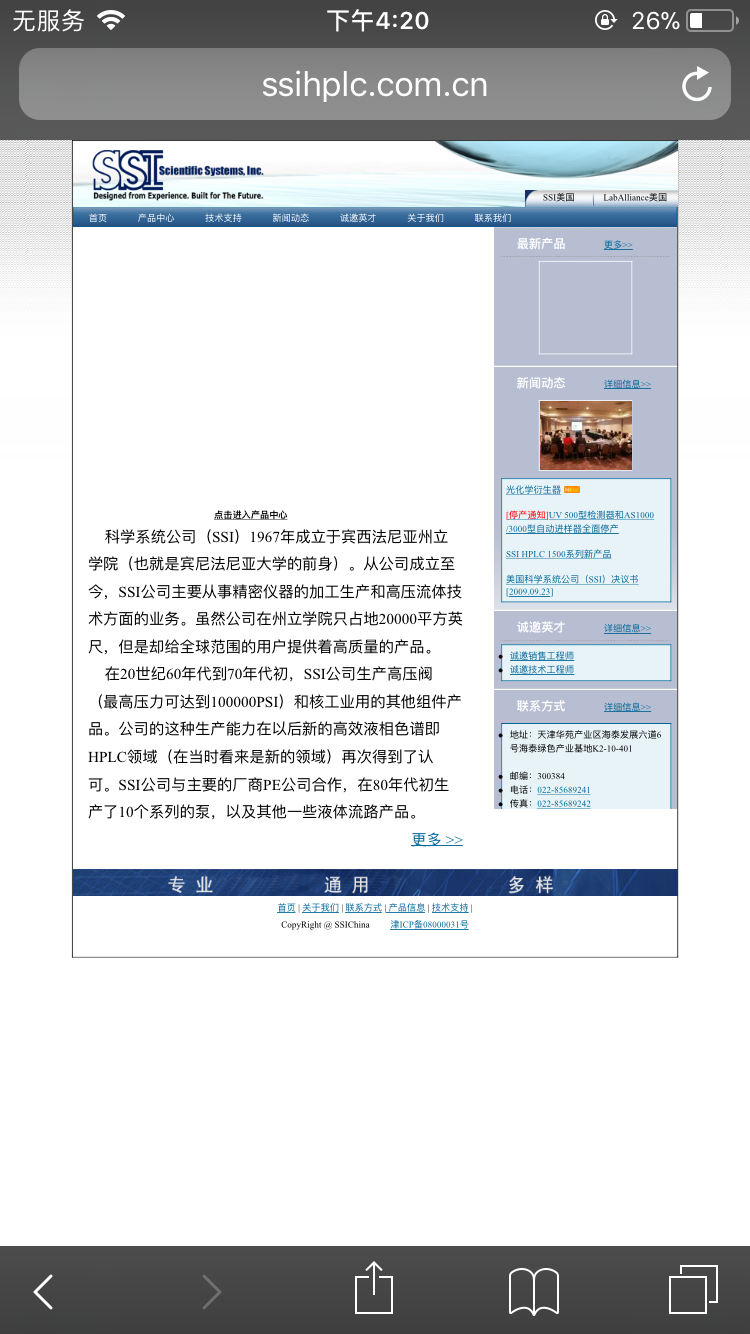 无服务 下午4:20 26%
ssihplc.com.cn
SSI Scientific Systems, Inc.
Designed from Experience. Built for The Future.
SSI美国 LabAlliance美国
首页 产品中心 技术支持 新闻动态 诚邀英才 关于我们 联系我们
最新产品 更多>>
新闻动态 详细信息>>
光化学衍生器
[停产通知]UV 500型检测器和AS1000
/3000型自动进样器全面停产
SSI HPLC 1500系列新产品
美国科学系统公司（SSI）决议书
[2009.09.23]
诚邀英才 详细信息>>
诚邀销售工程师
诚邀技术工程师
联系方式 详细信息>>
地址：天津华苑产业区海泰发展六道6
号海泰绿色产业基地K2-10-401
邮编：300384
电话：022-85689241
传真：022-85689242
点击进入产品中心
科学系统公司（SSI）1967年成立于宾西法尼亚州立
学院（也就是宾尼法尼亚大学的前身）。从公司成立至
今，SSI公司主要从事精密仪器的加工生产和高压流体技
术方面的业务。虽然公司在州立学院只占地20000平方英
尺，但是却给全球范围的用户提供着高质量的产品。
在20世纪60年代到70年代初，SSI公司生产高压阀
（最高压力可达到100000PSI）和核工业用的其他组件产
品。公司的这种生产能力在以后新的高效液相色谱即
HPLC领域（在当时看来是新的领域）再次得到了认
可。SSI公司与主要的厂商PE公司合作，在80年代初生
产了10个系列的泵，以及其他一些液体流路产品。
更多 >>
专 业 通 用 多 样
首页 | 关于我们 | 联系方式 | 产品信息 | 技术支持 |
CopyRight @ SSIChina 津ICP备08000031号